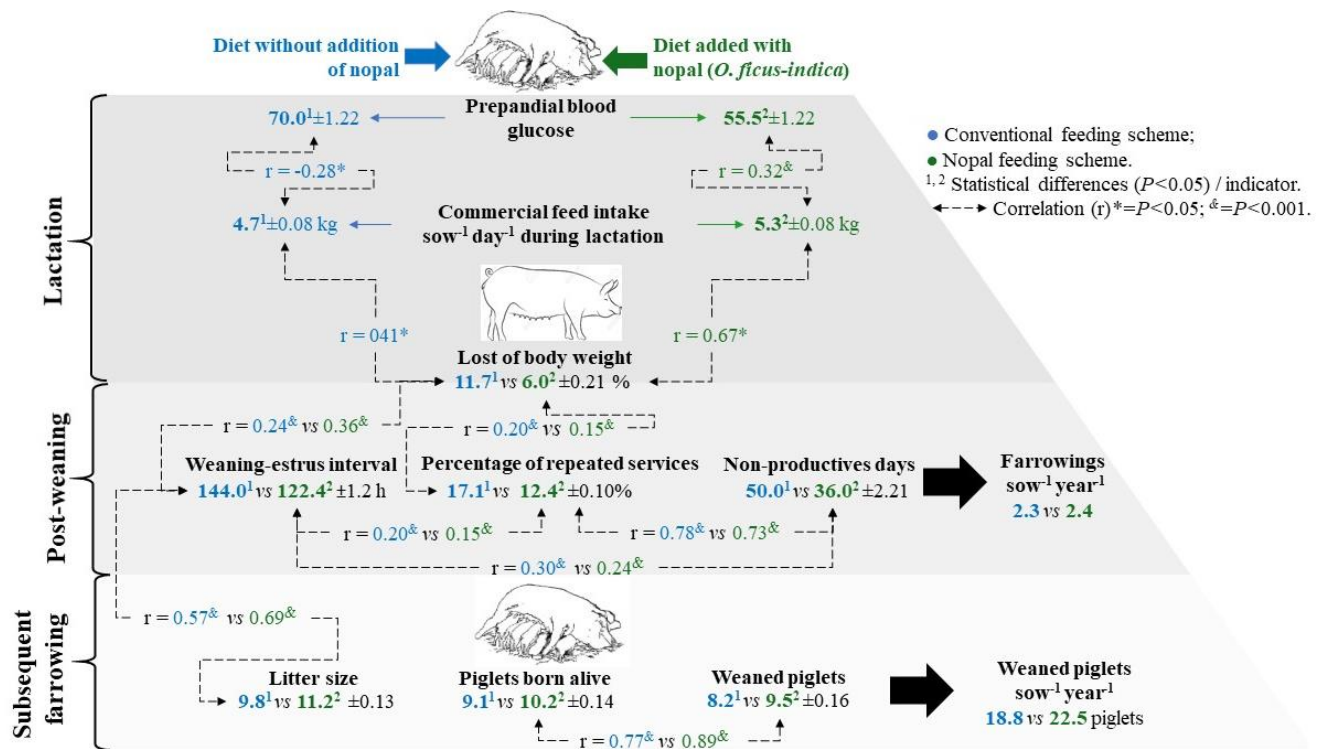 Diet without addition
of nopal
Diet added with
nopal (O. ficus-indica)
Prepandial blood
glucose
70.0¹±1.22
55.5²±1.22
r = -0.28*
r = 0.32&
Commercial feed intake
sow⁻¹ day⁻¹ during lactation
4.7¹±0.08 kg
5.3²±0.08 kg
r = 041*
r = 0.67*
Lost of body weight
11.7¹ vs 6.0² ±0.21 %
Lactation
● Conventional feeding scheme;
● Nopal feeding scheme.
¹, ² Statistical differences (P<0.05) / indicator.
Correlation (r)*=P<0.05; &=P<0.001.
Post-weaning
r = 0.24& vs 0.36&
r = 0.20& vs 0.15&
Weaning-estrus interval
144.0¹ vs 122.4² ±1.2 h
Percentage of repeated services
17.1¹ vs 12.4² ±0.10%
Non-productives days
50.0¹ vs 36.0² ±2.21
Farrowings
sow⁻¹ year⁻¹
2.3 vs 2.4
r = 0.20& vs 0.15&
r = 0.78& vs 0.73&
r = 0.30& vs 0.24&
Subsequent
farrowing
r = 0.57& vs 0.69&
Litter size
9.8¹ vs 11.2² ±0.13
Piglets born alive
9.1¹ vs 10.2² ±0.14
Weaned piglets
8.2¹ vs 9.5² ±0.16
Weaned piglets
sow⁻¹ year⁻¹
18.8 vs 22.5 piglets
r = 0.77& vs 0.89&